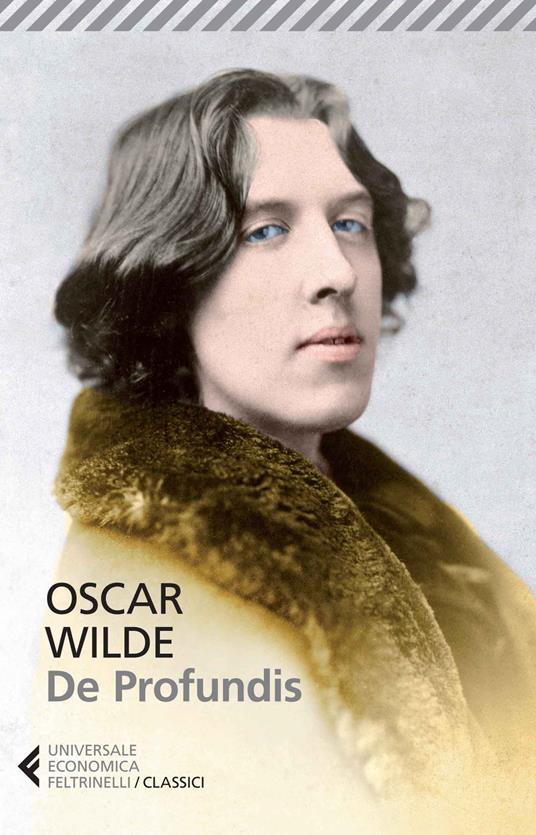 OSCAR
WILDE
De Profundis
UNIVERSALE
ECONOMICA
FELTRINELLI/CLASSICI